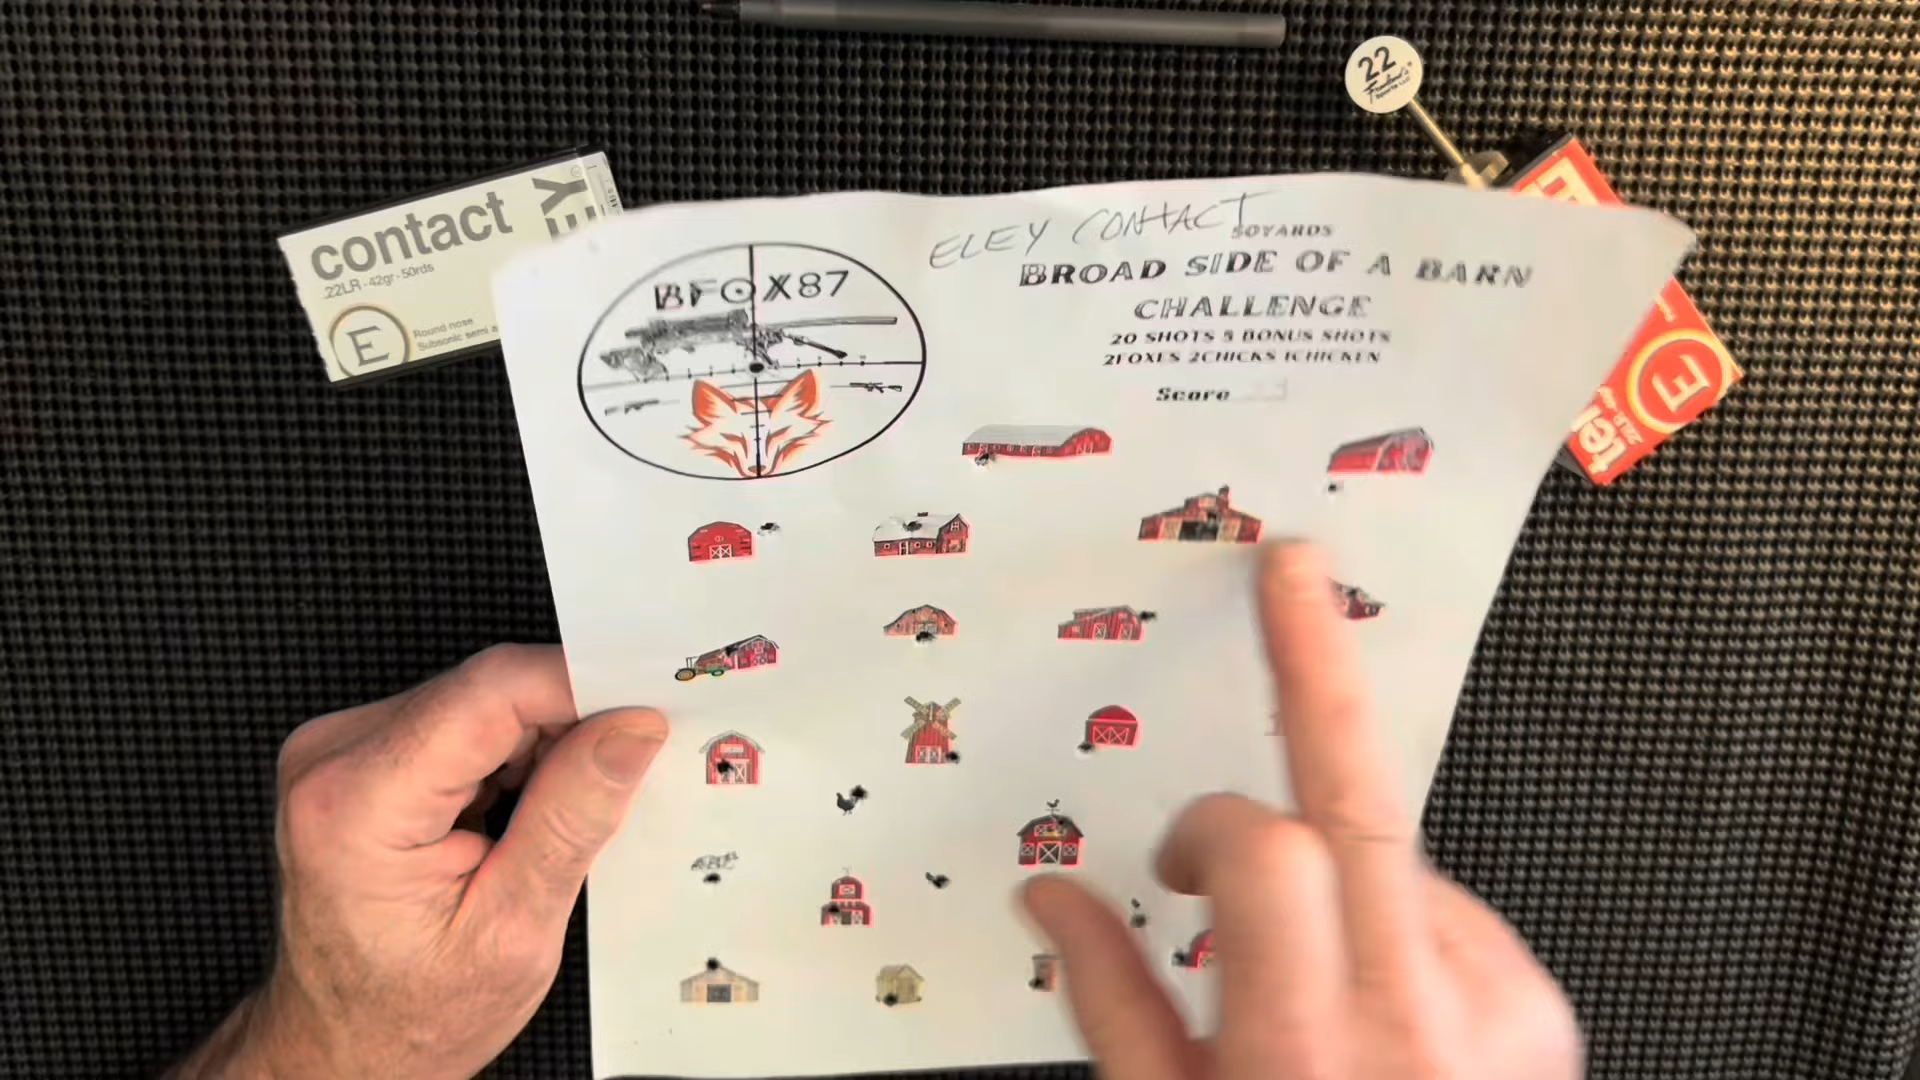 22
contact
.22LR - 42gr - 50rds
E
Round nose
Subsonic semi a
ELEY CONTACT
50YARDS
BROAD SIDE OF A BARN
CHALLENGE
20 SHOTS 5 BONUS SHOTS
2FOXES 2CHICKS 1CHICKEN
Score
BFOX87
E